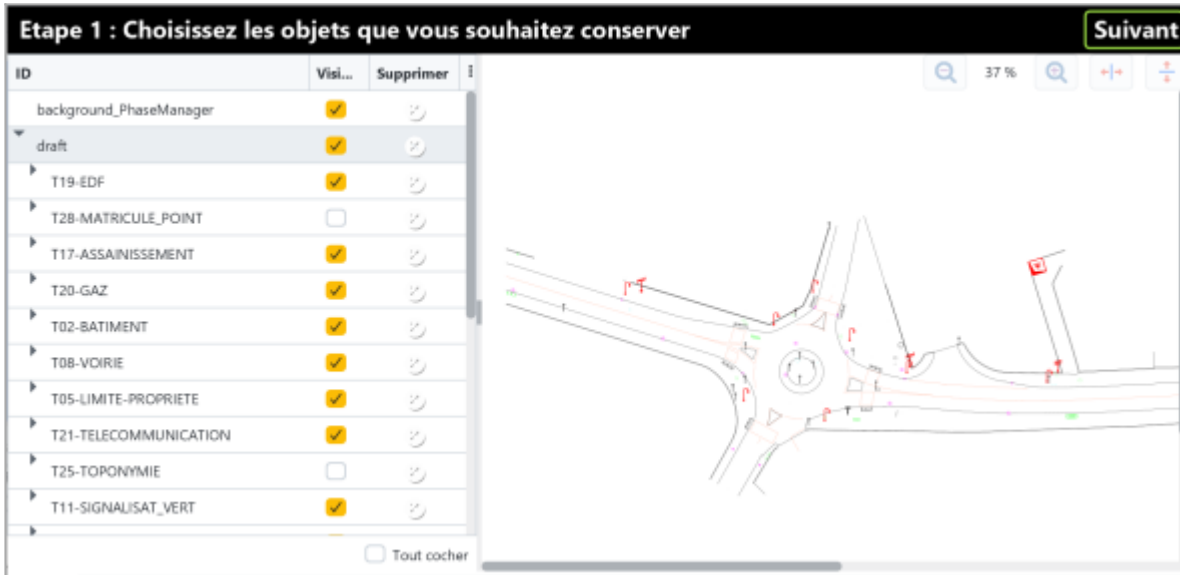 Etape 1 : Choisissez les objets que vous souhaitez conserver
Suivant
ID Visi... Supprimer
37 %
background_PhaseManager
draft
T19-EDF
T28-MATRICULE_POINT
T17-ASSAINISSEMENT
T20-GAZ
T02-BATIMENT
T08-VOIRIE
T05-LIMITE-PROPRIETE
T21-TELECOMMUNICATION
T25-TOPONYMIE
T11-SIGNALISAT_VERT
Tout cocher